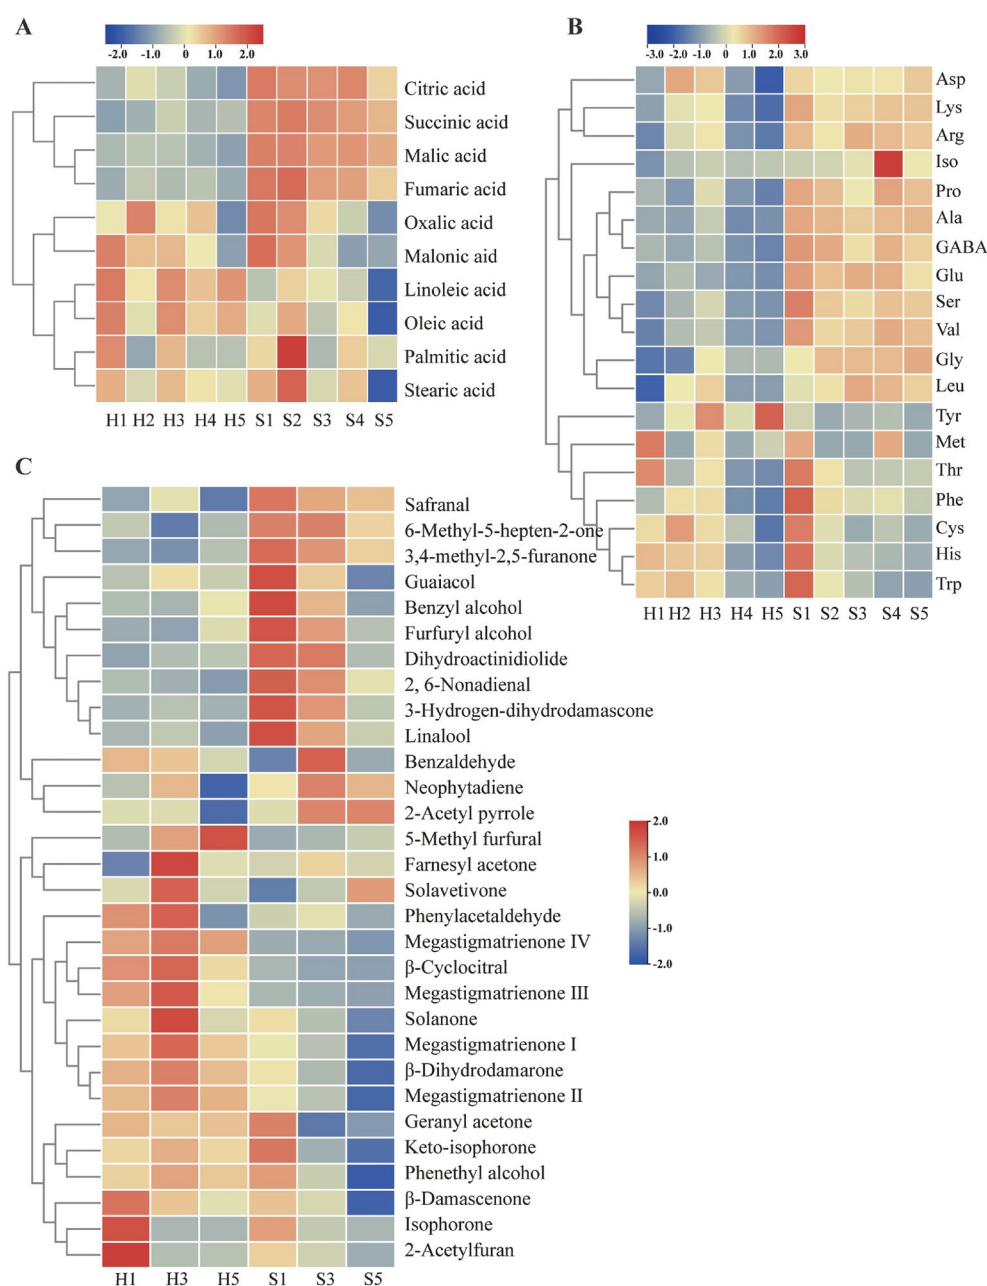 A
-2.0 -1.0 0 1.0 2.0
Citric acid
Succinic acid
Malic acid
Fumaric acid
Oxalic acid
Malonic aid
Linoleic acid
Oleic acid
Palmitic acid
Stearic acid
H1 H2 H3 H4 H5 S1 S2 S3 S4 S5
B
-3.0 -2.0 -1.0 0 1.0 2.0 3.0
Asp
Lys
Arg
Iso
Pro
Ala
GABA
Glu
Ser
Val
Gly
Leu
Tyr
Met
Thr
Phe
Cys
His
Trp
H1 H2 H3 H4 H5 S1 S2 S3 S4 S5
C
Safranal
6-Methyl-5-hepten-2-one
3,4-methyl-2,5-furanone
Guaiacol
Benzyl alcohol
Furfuryl alcohol
Dihydroactinidiolide
2, 6-Nonadienal
3-Hydrogen-dihydrodamascone
Linalool
Benzaldehyde
Neophytadiene
2-Acetyl pyrrole
5-Methyl furfural
Farnesyl acetone
Solavetivone
Phenylacetaldehyde
Megastigmatrienone IV
β-Cyclocitral
Megastigmatrienone III
Solanone
Megastigmatrienone I
β-Dihydrodamarone
Megastigmatrienone II
Geranyl acetone
Keto-isophorone
Phenethyl alcohol
β-Damascenone
Isophorone
2-Acetylfuran
H1 H3 H5 S1 S3 S5
2.0
1.0
0.0
-1.0
-2.0